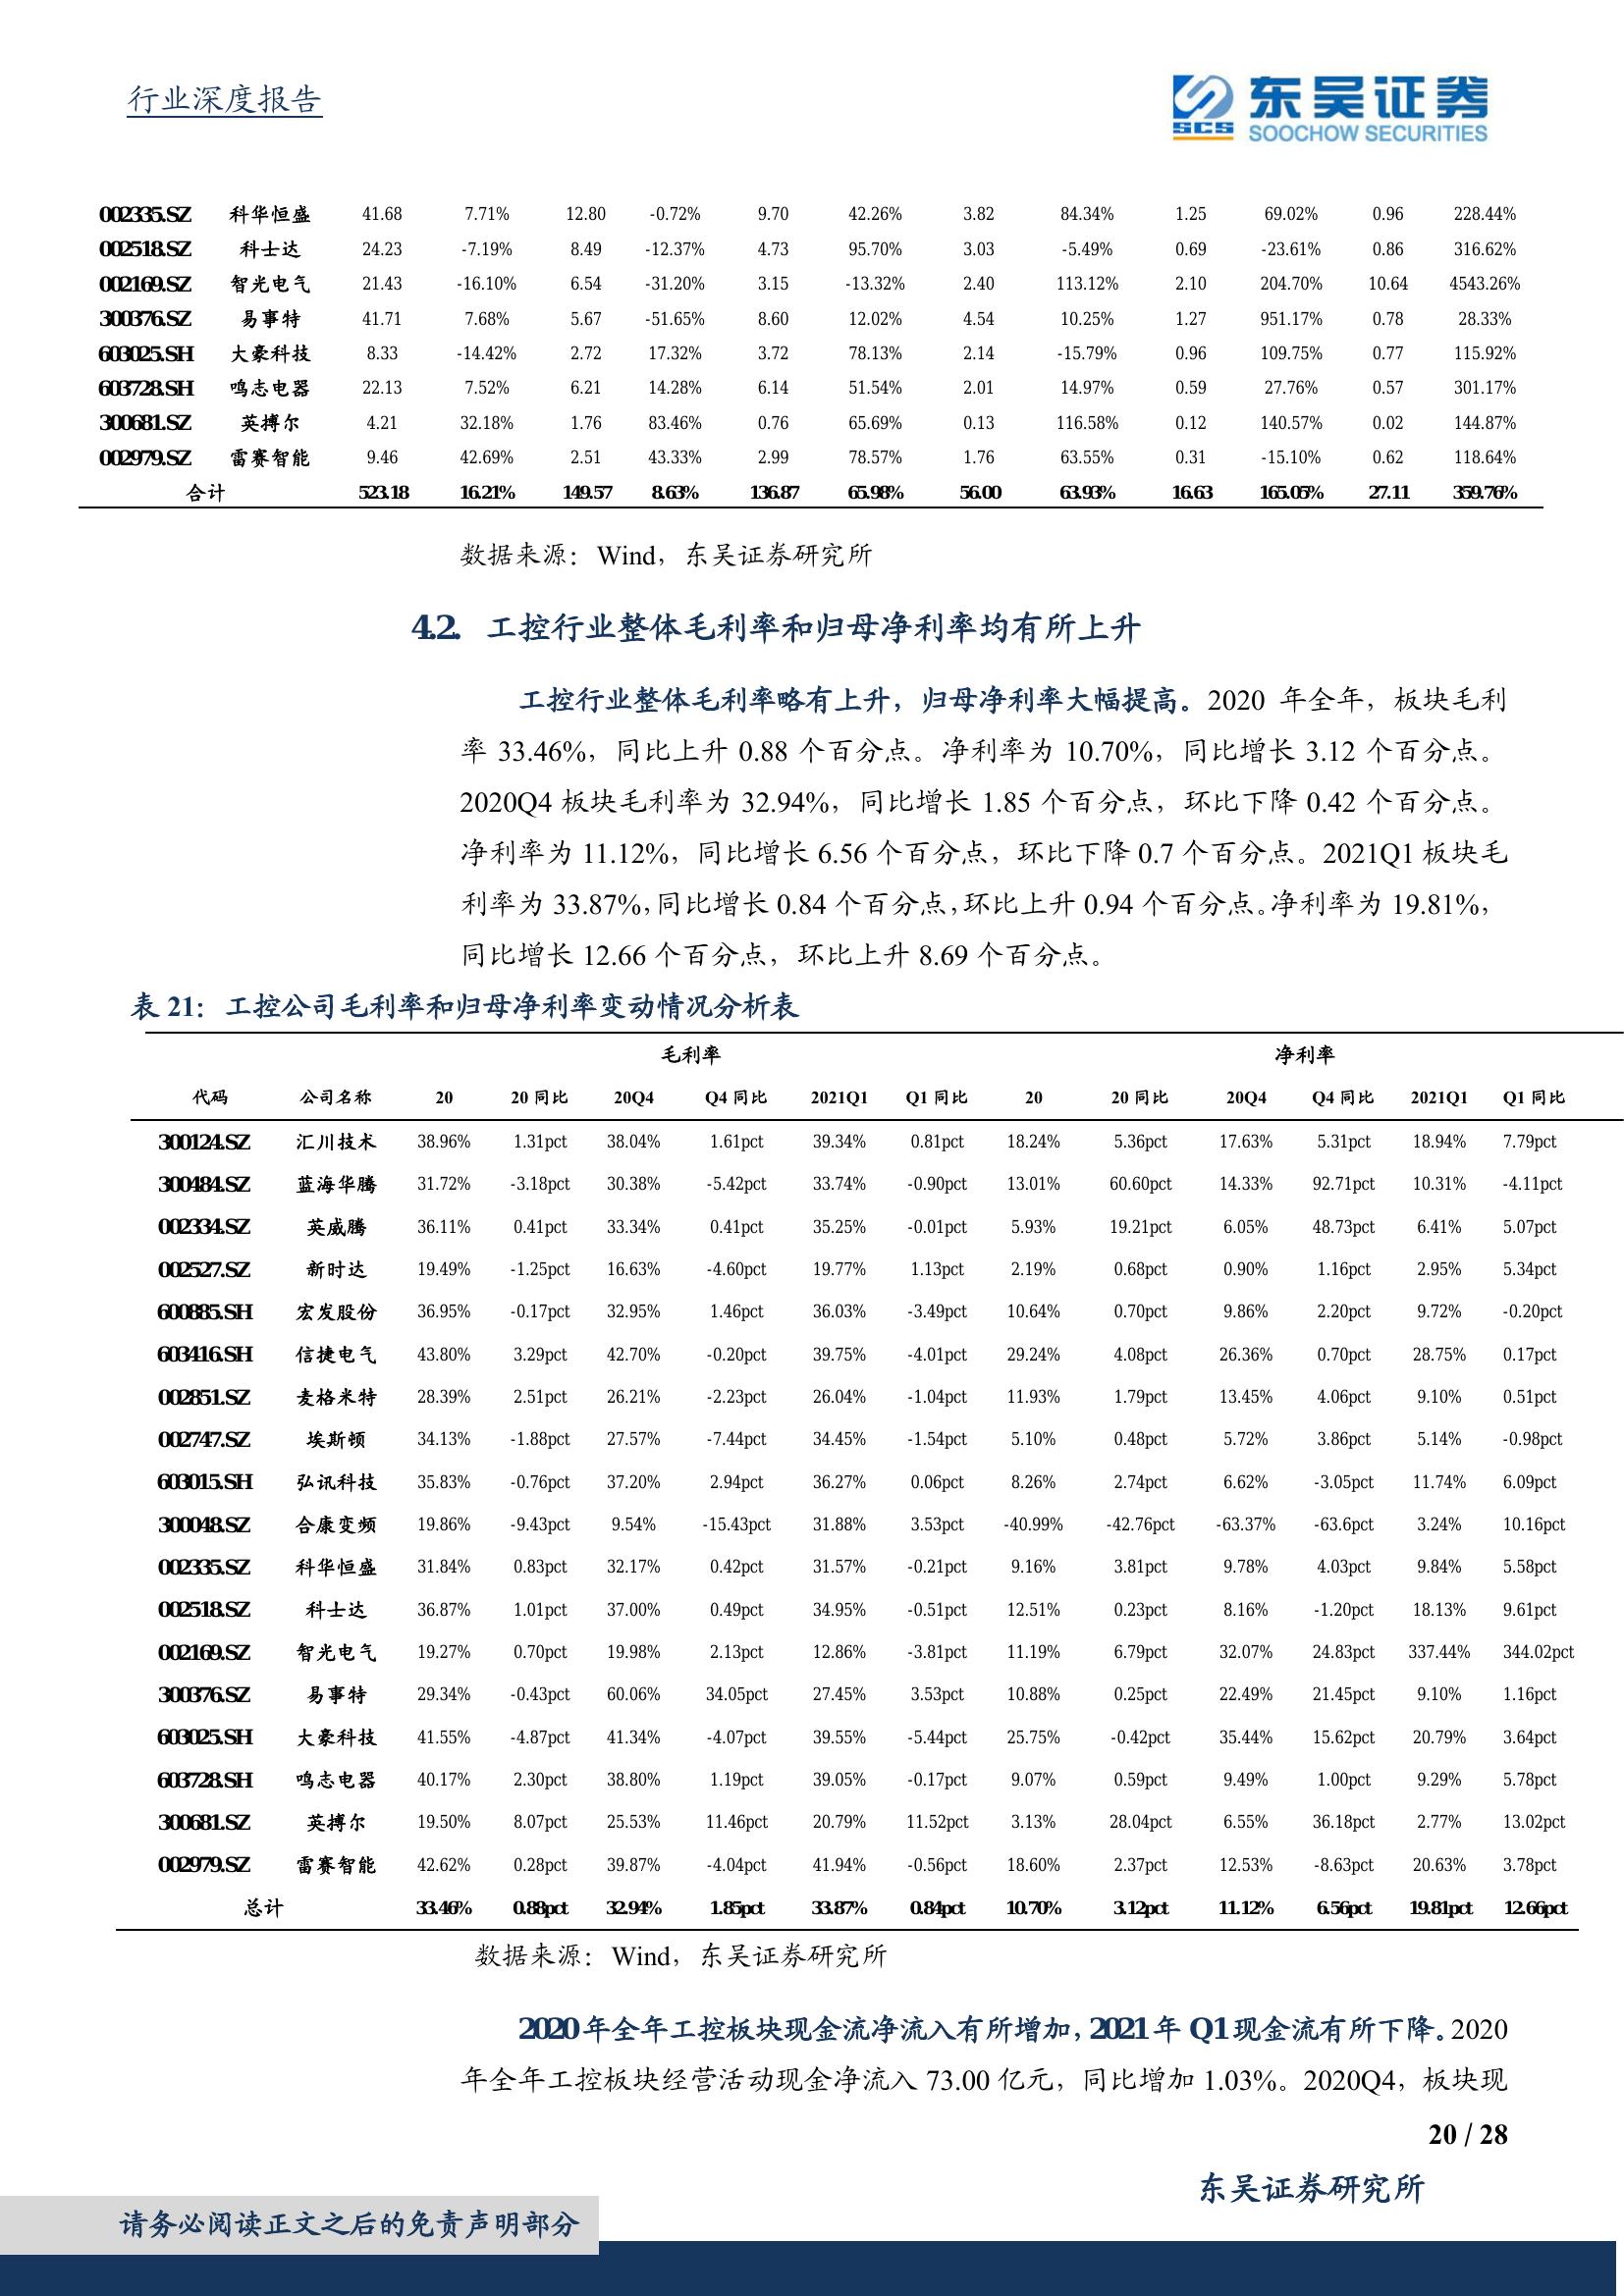 行业深度报告
SCS 东吴证券
SOOCHOW SECURITIES
002335.SZ 科华恒盛 41.68 7.71% 12.80 -0.72% 9.70 42.26% 3.82 84.34% 1.25 69.02% 0.96 228.44%
002518.SZ 科士达 24.23 -7.19% 8.49 -12.37% 4.73 95.70% 3.03 -5.49% 0.69 -23.61% 0.86 316.62%
002169.SZ 智光电气 21.43 -16.10% 6.54 -31.20% 3.15 -13.32% 2.40 113.12% 2.10 204.70% 10.64 4543.26%
300376.SZ 易事特 41.71 7.68% 5.67 -51.65% 8.60 12.02% 4.54 10.25% 1.27 951.17% 0.78 28.33%
603025.SH 大豪科技 8.33 -14.42% 2.72 17.32% 3.72 78.13% 2.14 -15.79% 0.96 109.75% 0.77 115.92%
603728.SH 鸣志电器 22.13 7.52% 6.21 14.28% 6.14 51.54% 2.01 14.97% 0.59 27.76% 0.57 301.17%
300681.SZ 英搏尔 4.21 32.18% 1.76 83.46% 0.76 65.69% 0.13 116.58% 0.12 140.57% 0.02 144.87%
002979.SZ 雷赛智能 9.46 42.69% 2.51 43.33% 2.99 78.57% 1.76 63.55% 0.31 -15.10% 0.62 118.64%
合计 523.18 16.21% 149.57 8.63% 136.87 65.98% 56.00 63.93% 16.63 165.05% 27.11 359.76%
数据来源：Wind，东吴证券研究所
4.2. 工控行业整体毛利率和归母净利率均有所上升
工控行业整体毛利率略有上升，归母净利率大幅提高。2020 年全年，板块毛利
率 33.46%，同比上升 0.88 个百分点。净利率为 10.70%，同比增长 3.12 个百分点。
2020Q4 板块毛利率为 32.94%，同比增长 1.85 个百分点，环比下降 0.42 个百分点。
净利率为 11.12%，同比增长 6.56 个百分点，环比下降 0.7 个百分点。2021Q1 板块毛
利率为 33.87%，同比增长 0.84 个百分点，环比上升 0.94 个百分点。净利率为 19.81%，
同比增长 12.66 个百分点，环比上升 8.69 个百分点。
表 21：工控公司毛利率和归母净利率变动情况分析表
毛利率 净利率
代码 公司名称 20 20 同比 20Q4 Q4 同比 2021Q1 Q1 同比 20 20 同比 20Q4 Q4 同比 2021Q1 Q1 同比
300124.SZ 汇川技术 38.96% 1.31pct 38.04% 1.61pct 39.34% 0.81pct 18.24% 5.36pct 17.63% 5.31pct 18.94% 7.79pct
300484.SZ 蓝海华腾 31.72% -3.18pct 30.38% -5.42pct 33.74% -0.90pct 13.01% 60.60pct 14.33% 92.71pct 10.31% -4.11pct
002334.SZ 英威腾 36.11% 0.41pct 33.34% 0.41pct 35.25% -0.01pct 5.93% 19.21pct 6.05% 48.73pct 6.41% 5.07pct
002527.SZ 新时达 19.49% -1.25pct 16.63% -4.60pct 19.77% 1.13pct 2.19% 0.68pct 0.90% 1.16pct 2.95% 5.34pct
600885.SH 宏发股份 36.95% -0.17pct 32.95% 1.46pct 36.03% -3.49pct 10.64% 0.70pct 9.86% 2.20pct 9.72% -0.20pct
603416.SH 信捷电气 43.80% 3.29pct 42.70% -0.20pct 39.75% -4.01pct 29.24% 4.08pct 26.36% 0.70pct 28.75% 0.17pct
002851.SZ 麦格米特 28.39% 2.51pct 26.21% -2.23pct 26.04% -1.04pct 11.93% 1.79pct 13.45% 4.06pct 9.10% 0.51pct
002747.SZ 埃斯顿 34.13% -1.88pct 27.57% -7.44pct 34.45% -1.54pct 5.10% 0.48pct 5.72% 3.86pct 5.14% -0.98pct
603015.SH 弘讯科技 35.83% -0.76pct 37.20% 2.94pct 36.27% 0.06pct 8.26% 2.74pct 6.62% -3.05pct 11.74% 6.09pct
300048.SZ 合康变频 19.86% -9.43pct 9.54% -15.43pct 31.88% 3.53pct -40.99% -42.76pct -63.37% -63.6pct 3.24% 10.16pct
002335.SZ 科华恒盛 31.84% 0.83pct 32.17% 0.42pct 31.57% -0.21pct 9.16% 3.81pct 9.78% 4.03pct 9.84% 5.58pct
002518.SZ 科士达 36.87% 1.01pct 37.00% 0.49pct 34.95% -0.51pct 12.51% 0.23pct 8.16% -1.20pct 18.13% 9.61pct
002169.SZ 智光电气 19.27% 0.70pct 19.98% 2.13pct 12.86% -3.81pct 11.19% 6.79pct 32.07% 24.83pct 337.44% 344.02pct
300376.SZ 易事特 29.34% -0.43pct 60.06% 34.05pct 27.45% 3.53pct 10.88% 0.25pct 22.49% 21.45pct 9.10% 1.16pct
603025.SH 大豪科技 41.55% -4.87pct 41.34% -4.07pct 39.55% -5.44pct 25.75% -0.42pct 35.44% 15.62pct 20.79% 3.64pct
603728.SH 鸣志电器 40.17% 2.30pct 38.80% 1.19pct 39.05% -0.17pct 9.07% 0.59pct 9.49% 1.00pct 9.29% 5.78pct
300681.SZ 英搏尔 19.50% 8.07pct 25.53% 11.46pct 20.79% 11.52pct 3.13% 28.04pct 6.55% 36.18pct 2.77% 13.02pct
002979.SZ 雷赛智能 42.62% 0.28pct 39.87% -4.04pct 41.94% -0.56pct 18.60% 2.37pct 12.53% -8.63pct 20.63% 3.78pct
总计 33.46% 0.88pct 32.94% 1.85pct 33.87% 0.84pct 10.70% 3.12pct 11.12% 6.56pct 19.81pct 12.66pct
数据来源：Wind，东吴证券研究所
2020 年全年工控板块现金流净流入有所增加，2021 年 Q1 现金流有所下降。2020
年全年工控板块经营活动现金净流入 73.00 亿元，同比增加 1.03%。2020Q4，板块现
20 / 28
东吴证券研究所
请务必阅读正文之后的免责声明部分